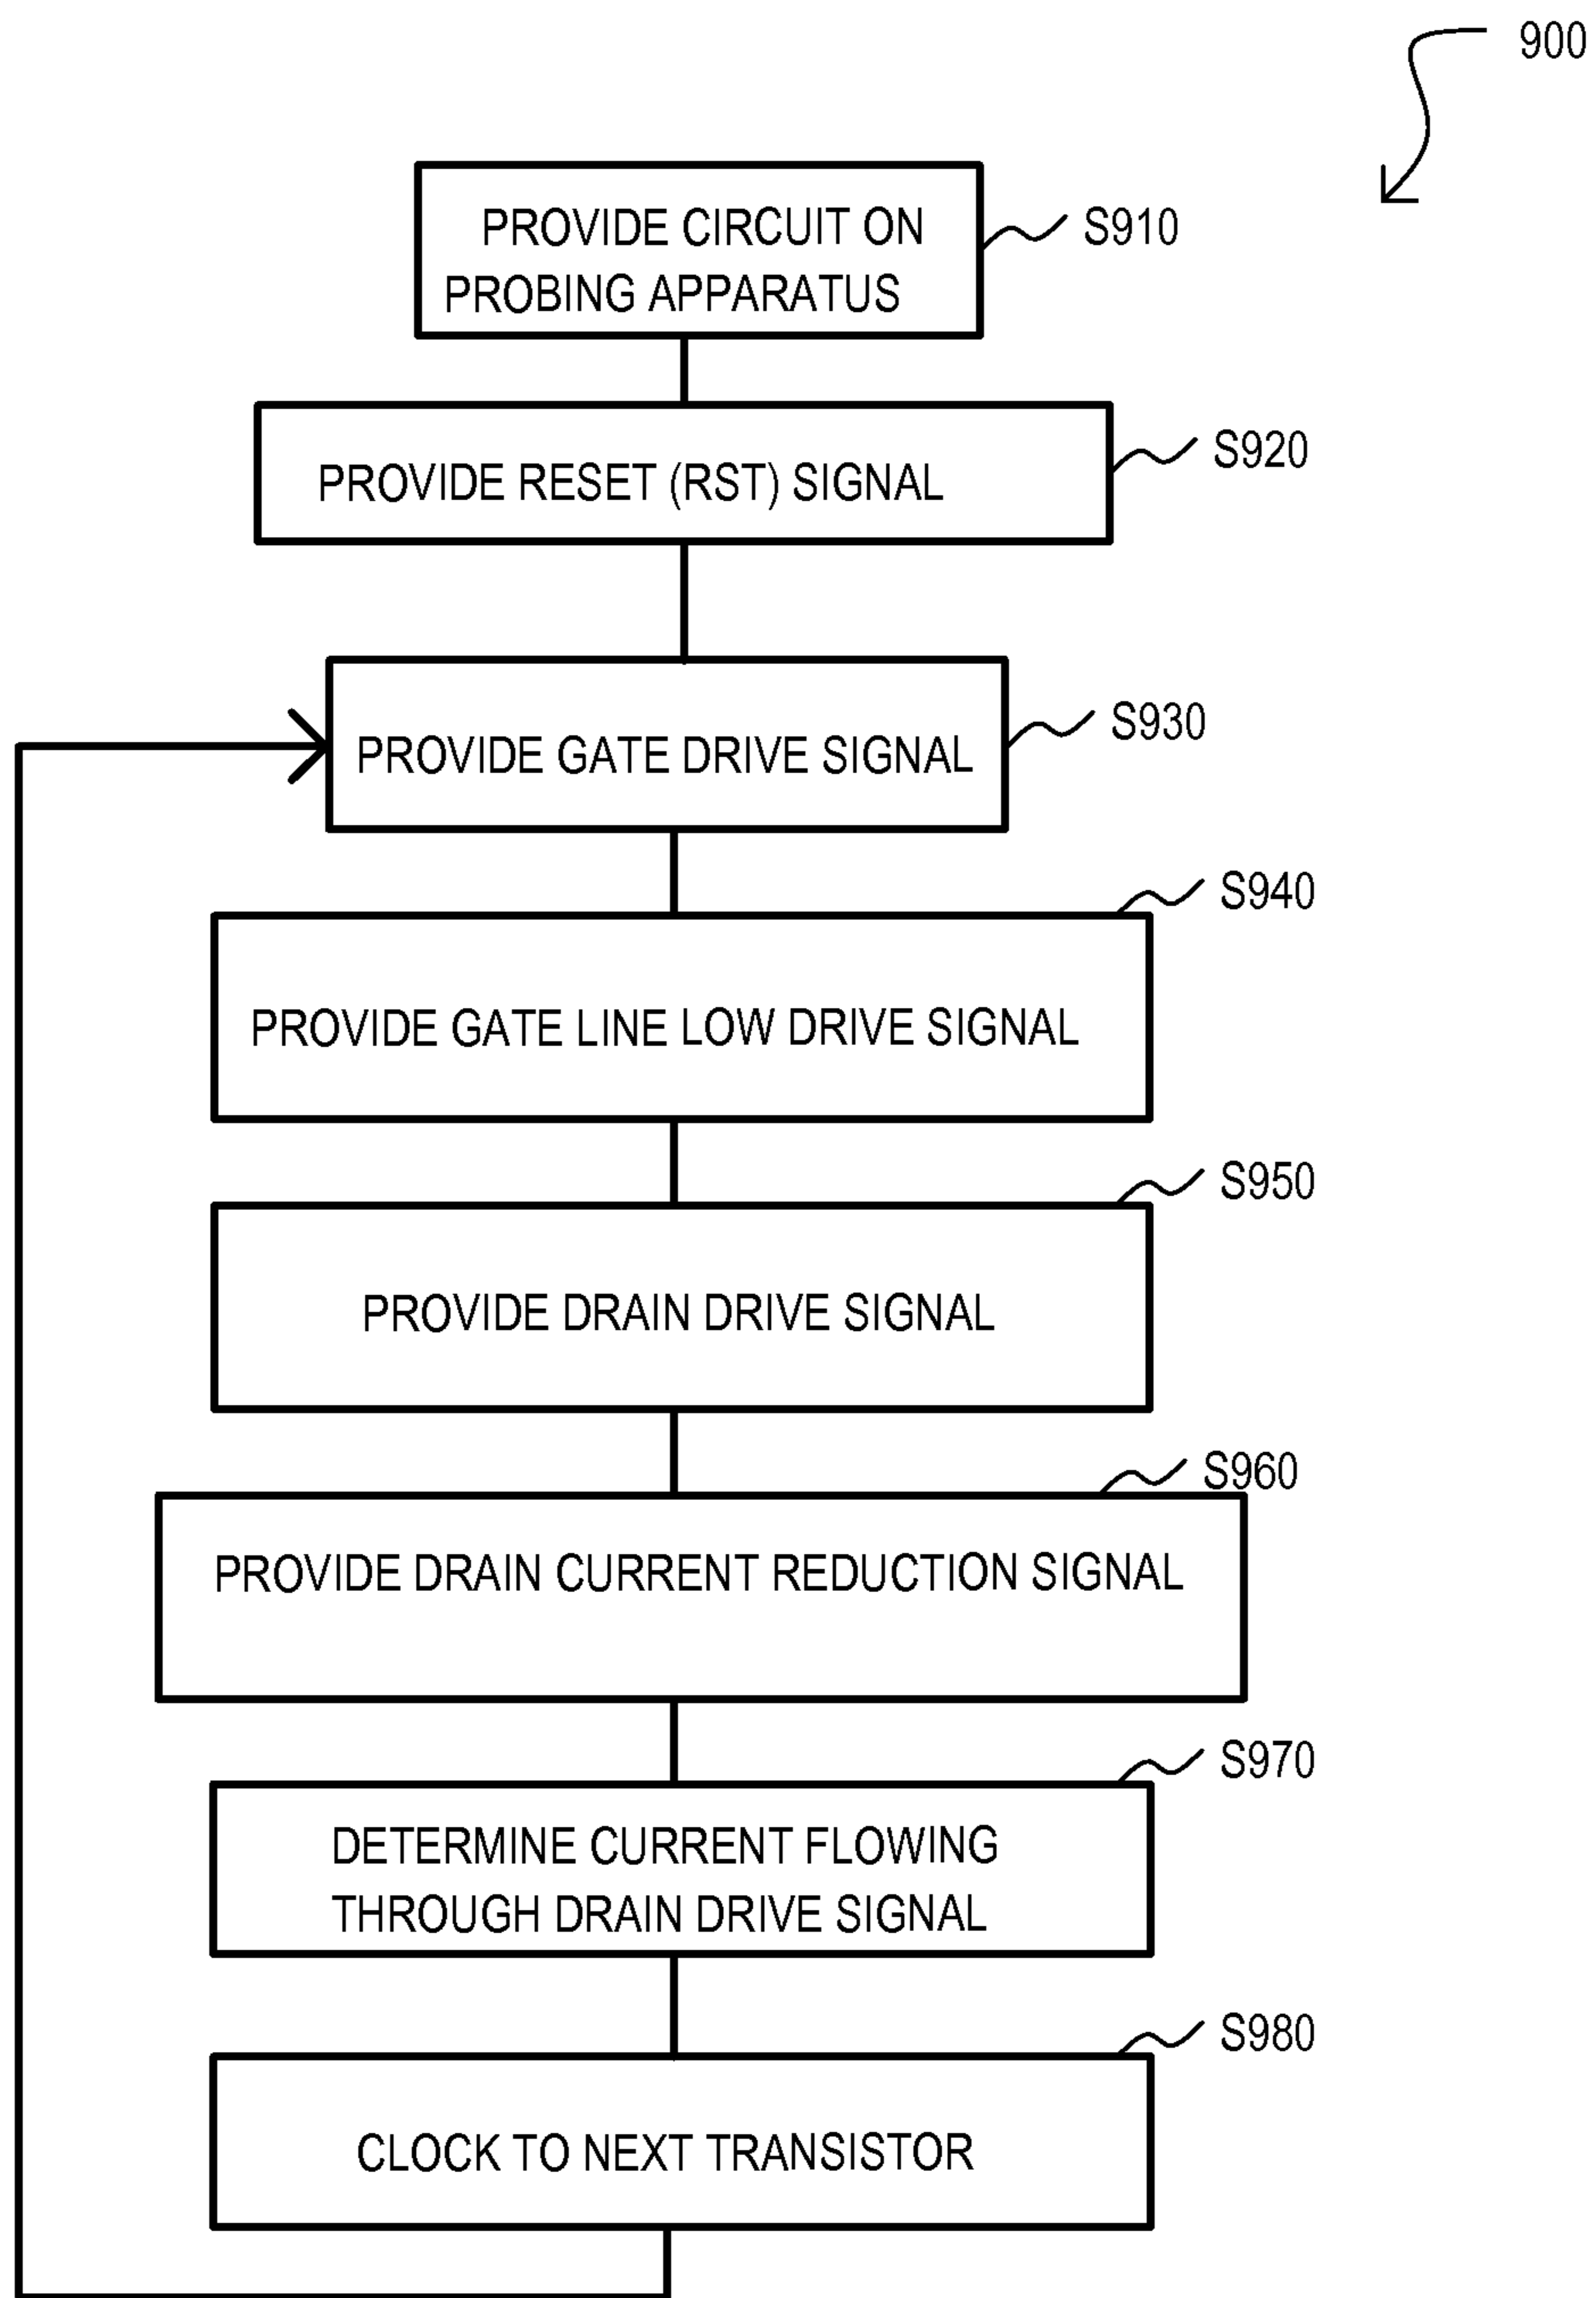 900
PROVIDE CIRCUIT ON
PROBING APPARATUS
S910
PROVIDE RESET (RST) SIGNAL
S920
PROVIDE GATE DRIVE SIGNAL
S930
S940
PROVIDE GATE LINE LOW DRIVE SIGNAL
S950
PROVIDE DRAIN DRIVE SIGNAL
S960
PROVIDE DRAIN CURRENT REDUCTION SIGNAL
S970
DETERMINE CURRENT FLOWING
THROUGH DRAIN DRIVE SIGNAL
S980
CLOCK TO NEXT TRANSISTOR